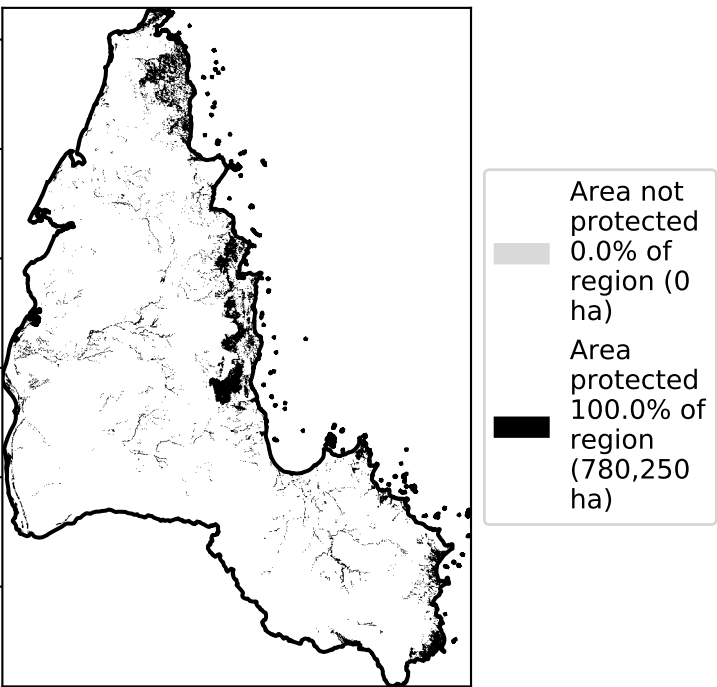 Area not
protected
0.0% of
region (0
ha)
Area
protected
100.0% of
region
(780,250
ha)